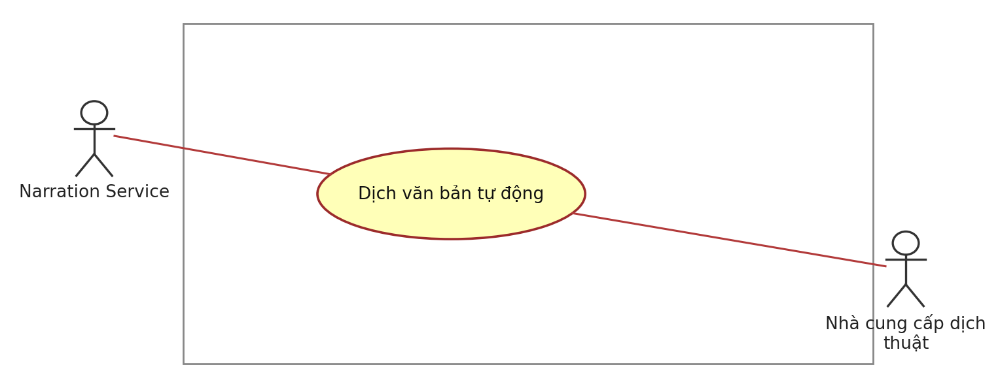 Narration Service
Dịch văn bản tự động
Nhà cung cấp dịch
thuật